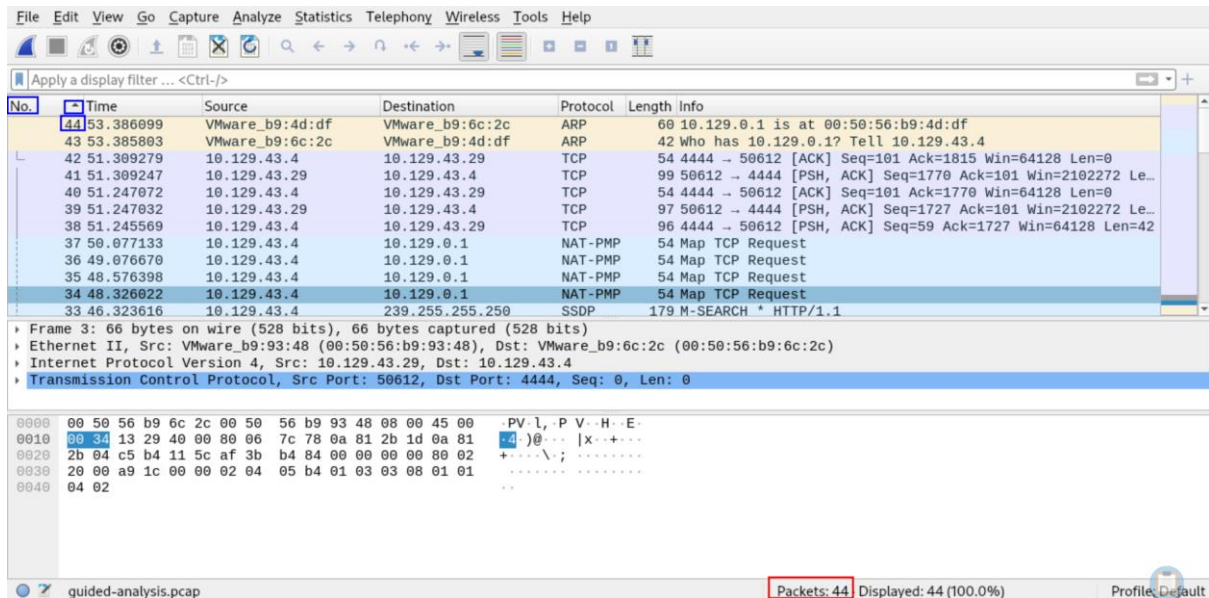 File Edit View Go Capture Analyze Statistics Telephony Wireless Tools Help
Apply a display filter ... <Ctrl-/>
No. Time Source Destination Protocol Length Info
44 53.386099 VMware_b9:4d:df VMware_b9:6c:2c ARP 60 10.129.0.1 is at 00:50:56:b9:4d:df
43 53.385803 VMware_b9:6c:2c VMware_b9:4d:df ARP 42 Who has 10.129.0.1? Tell 10.129.43.4
42 51.309279 10.129.43.4 10.129.43.29 TCP 54 4444 → 50612 [ACK] Seq=101 Ack=1815 Win=64128 Len=0
41 51.309247 10.129.43.29 10.129.43.4 TCP 99 50612 → 4444 [PSH, ACK] Seq=1770 Ack=101 Win=2102272 Le…
40 51.247072 10.129.43.4 10.129.43.29 TCP 54 4444 → 50612 [ACK] Seq=101 Ack=1770 Win=64128 Len=0
39 51.247032 10.129.43.29 10.129.43.4 TCP 97 50612 → 4444 [PSH, ACK] Seq=1727 Ack=101 Win=2102272 Le…
38 51.245569 10.129.43.4 10.129.43.29 TCP 96 4444 → 50612 [PSH, ACK] Seq=59 Ack=1727 Win=64128 Len=42
37 50.077133 10.129.43.4 10.129.0.1 NAT-PMP 54 Map TCP Request
36 49.076670 10.129.43.4 10.129.0.1 NAT-PMP 54 Map TCP Request
35 48.576398 10.129.43.4 10.129.0.1 NAT-PMP 54 Map TCP Request
34 48.326022 10.129.43.4 10.129.0.1 NAT-PMP 54 Map TCP Request
33 46.323616 10.129.43.4 239.255.255.250 SSDP 179 M-SEARCH * HTTP/1.1
Frame 3: 66 bytes on wire (528 bits), 66 bytes captured (528 bits)
Ethernet II, Src: VMware_b9:93:48 (00:50:56:b9:93:48), Dst: VMware_b9:6c:2c (00:50:56:b9:6c:2c)
Internet Protocol Version 4, Src: 10.129.43.29, Dst: 10.129.43.4
Transmission Control Protocol, Src Port: 50612, Dst Port: 4444, Seq: 0, Len: 0
0000 00 50 56 b9 6c 2c 00 50 56 b9 93 48 08 00 45 00 ·PV·l,·P V··H··E·
0010 00 34 13 29 40 00 80 06 7c 78 0a 81 2b 1d 0a 81 ·4·)@··· |x··+···
0020 2b 04 c5 b4 11 5c af 3b b4 84 00 00 00 00 80 02 +····\·; ········
0030 20 00 a9 1c 00 00 02 04 05 b4 01 03 03 08 01 01 ······· ········
0040 04 02 ··
guided-analysis.pcap Packets: 44 Displayed: 44 (100.0%) Profile: Default